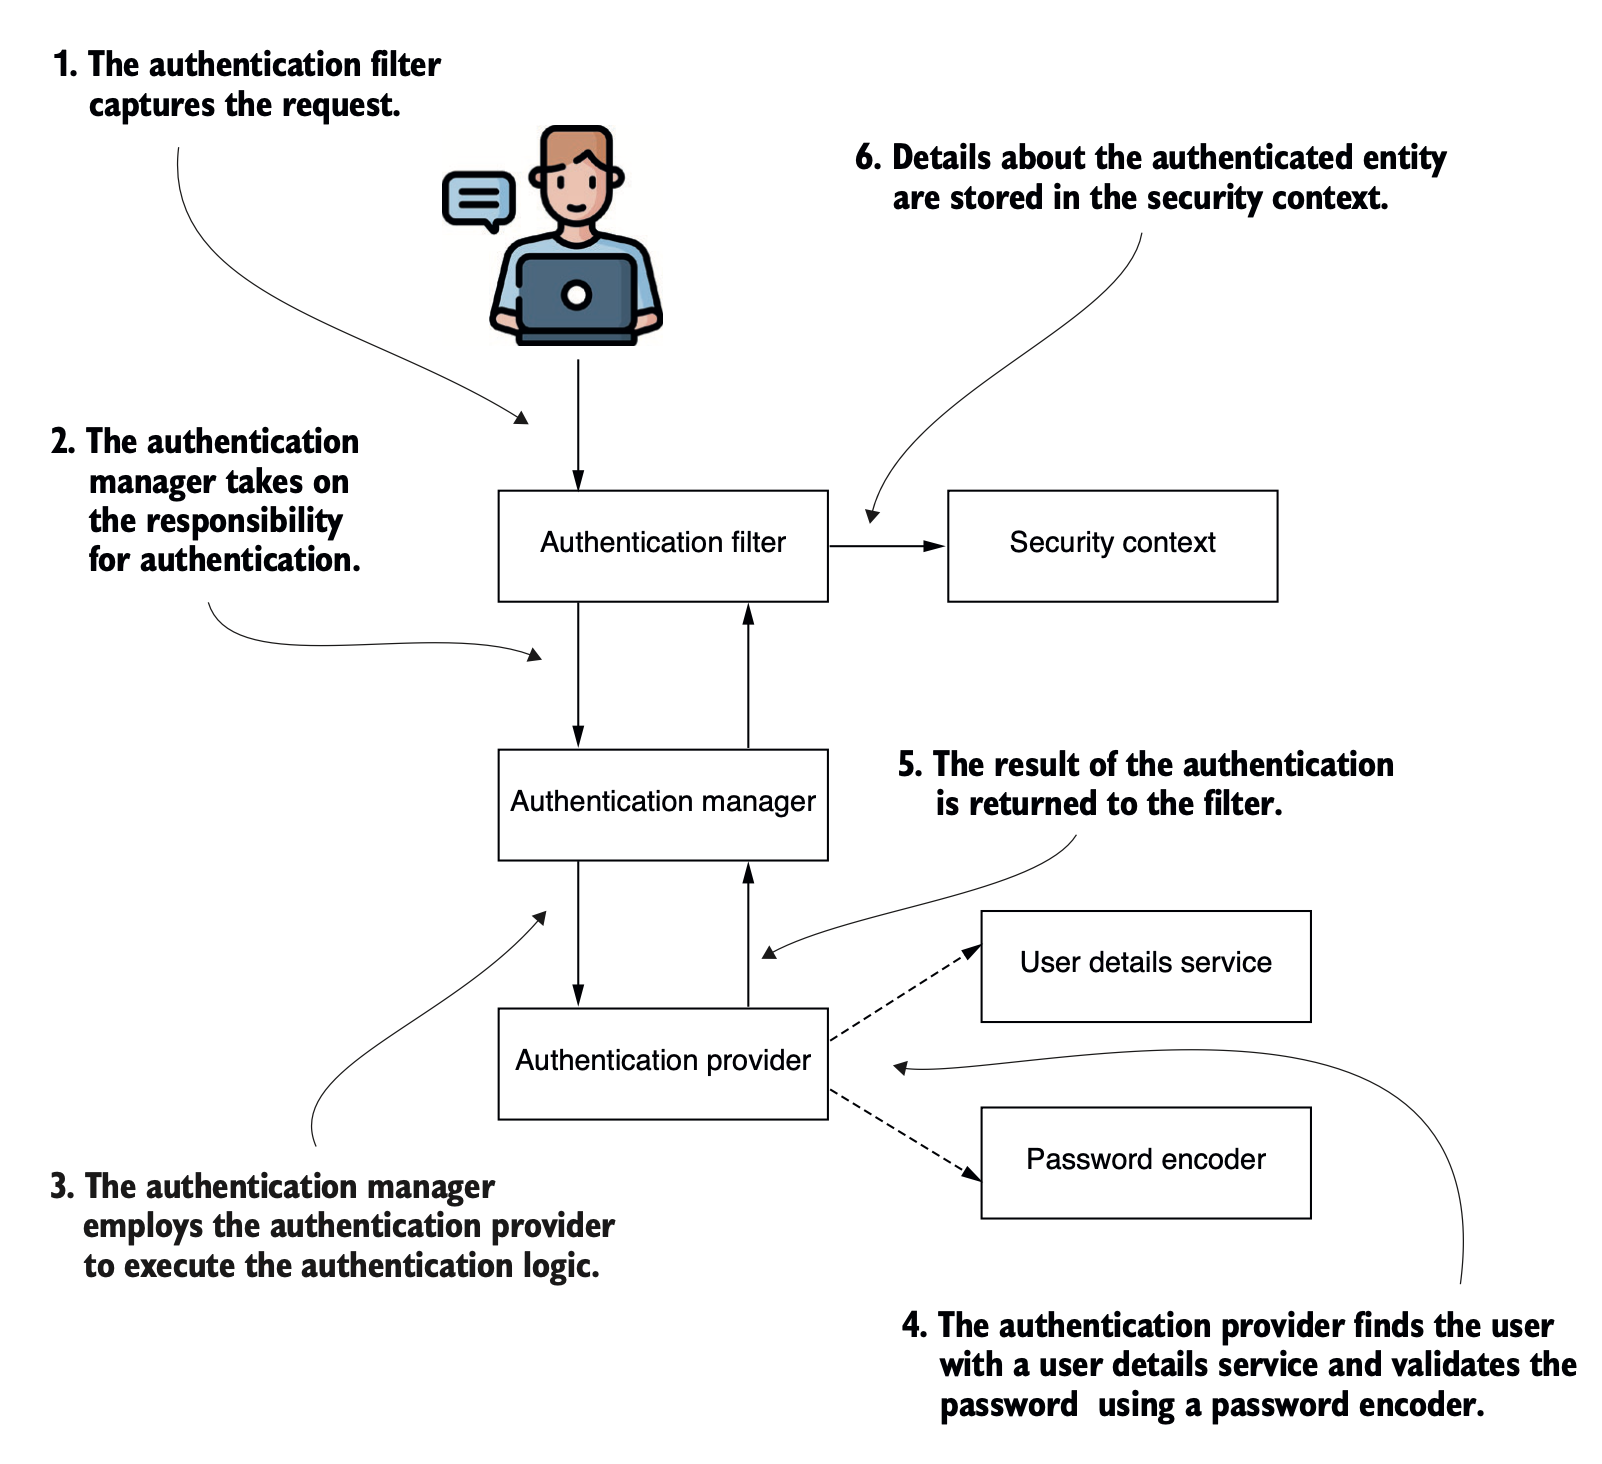 1. The authentication filter
captures the request.
6. Details about the authenticated entity
are stored in the security context.
2. The authentication
manager takes on
the responsibility
for authentication.
Authentication filter
Security context
Authentication manager
5. The result of the authentication
is returned to the filter.
User details service
Authentication provider
Password encoder
3. The authentication manager
employs the authentication provider
to execute the authentication logic.
4. The authentication provider finds the user
with a user details service and validates the
password  using a password encoder.